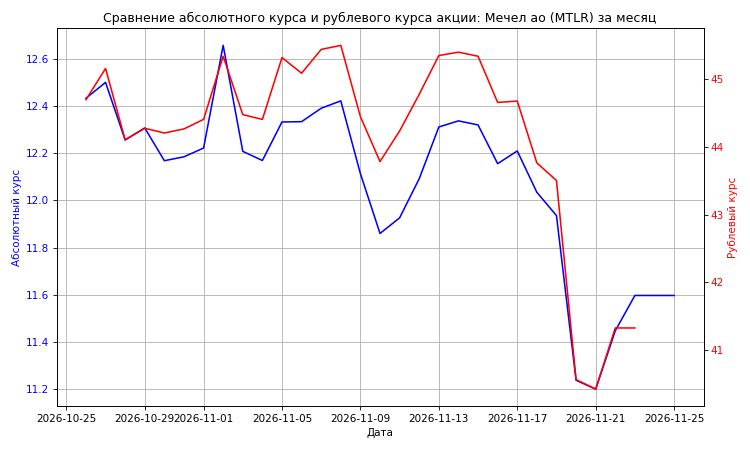 Сравнение абсолютного курса и рублевого курса акции: Мечел ао (MTLR) за месяц
12.6
12.4
12.2
12.0
11.8
11.6
11.4
11.2
Абсолютный курс
45
44
43
42
41
Рублевый курс
2026-10-25 2026-10-29 2026-11-01 2026-11-05 2026-11-09 2026-11-13 2026-11-17 2026-11-21 2026-11-25
Дата